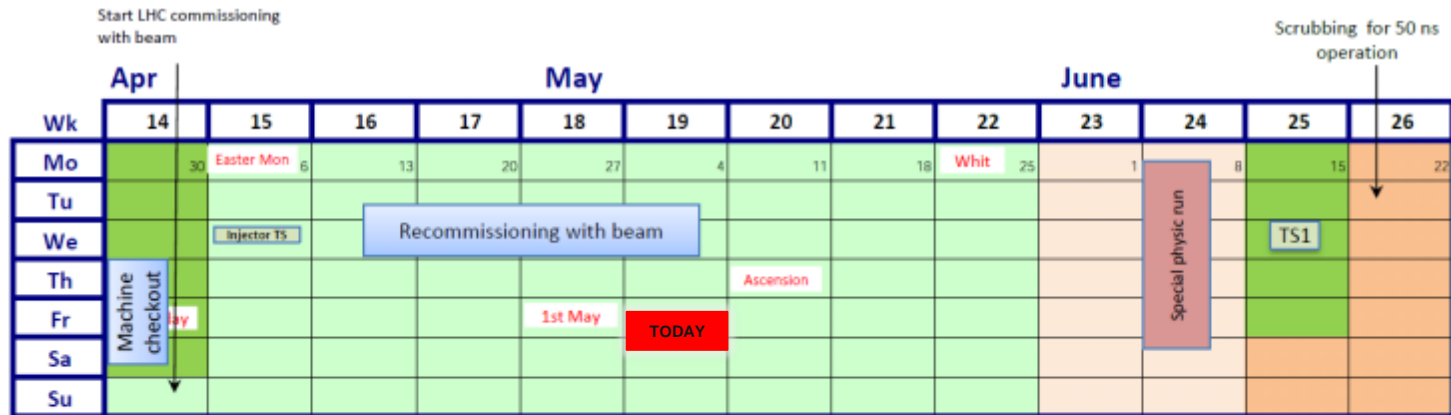 Start LHC commissioning
with beam
Scrubbing for 50 ns
operation
Apr May June
Wk 14 15 16 17 18 19 20 21 22 23 24 25 26
Mo 30 Easter Mon 6 13 20 27 4 11 18 Whit 25 1 8 15 22
Tu
We Injector TS Recommissioning with beam TS1
Th Machine
checkout Ascension Special physic run
Fr 1st May TODAY
Sa
Su